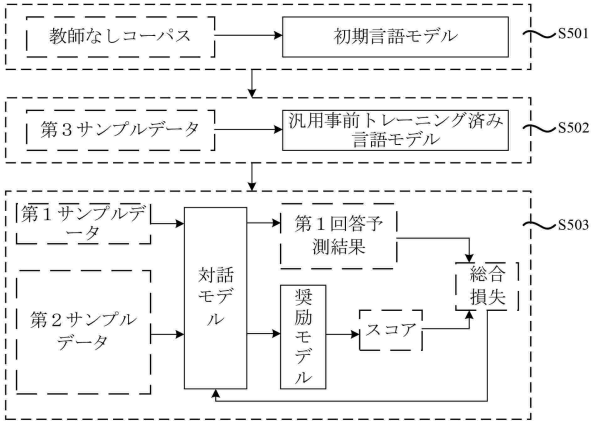 教師なしコーパス
初期言語モデル
S501
第3サンプルデータ
汎用事前トレーニング済み
言語モデル
S502
第1サンプルデ
ータ
第2サンプル
データ
対話
モデ
ル
第1回答予
測結果
奨
励
モ
デ
ル
スコア
総合
損失
S503